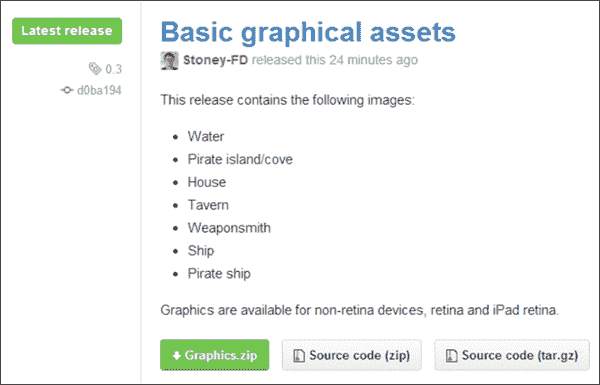 Latest release
0.3
d0ba194
Basic graphical assets
Stoney-FD released this 24 minutes ago
This release contains the following images:
• Water
• Pirate island/cove
• House
• Tavern
• Weaponsmith
• Ship
• Pirate ship
Graphics are available for non-retina devices, retina and iPad retina.
Graphics.zip
Source code (zip)
Source code (tar.gz)